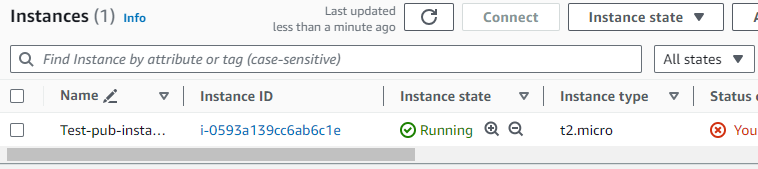 Instances (1) Info
Last updated
less than a minute ago
Connect
Instance state
Find Instance by attribute or tag (case-sensitive)
All states
Name Instance ID Instance state Instance type Status
Test-pub-insta... i-0593a139cc6ab6c1e Running t2.micro You